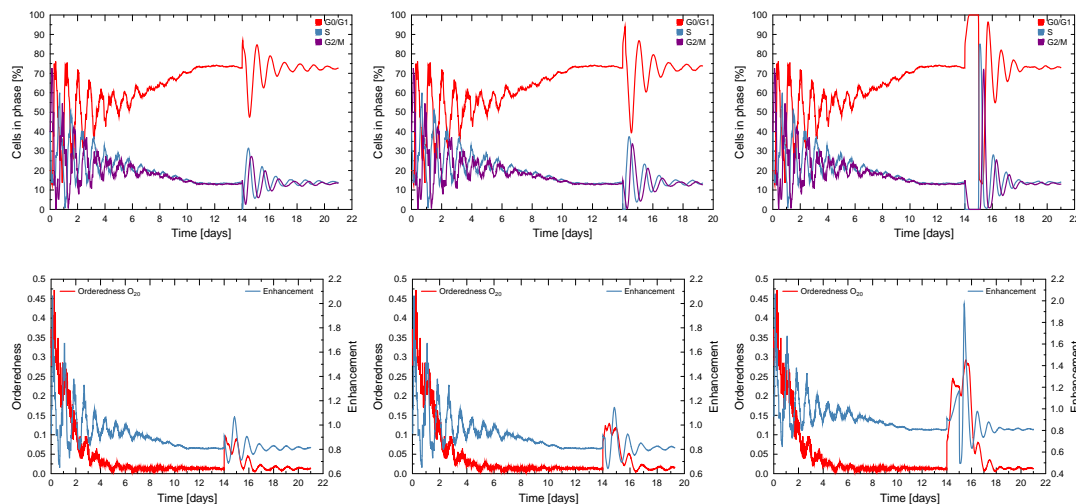 100
90
80
70
60
50
40
30
20
10
0
Cells in phase [%]
G0/G1
S
G2/M
0 2 4 6 8 10 12 14 16 18 20 22
Time [days]
100
90
80
70
60
50
40
30
20
10
0
Cells in phase [%]
G0/G1
S
G2/M
0 2 4 6 8 10 12 14 16 18 20
Time [days]
100
90
80
70
60
50
40
30
20
10
0
Cells in phase [%]
G0/G1
S
G2/M
0 2 4 6 8 10 12 14 16 18 20 22
Time [days]
0.5
0.45
0.4
0.35
0.3
0.25
0.2
0.15
0.1
0.05
0.0
Orderedness
Orderedness O₂₀
Enhancement
2.2
2.0
1.8
1.6
1.4
1.2
1.0
0.8
0.6
Enhancement
0 2 4 6 8 10 12 14 16 18 20 22
Time [days]
0.5
0.45
0.4
0.35
0.3
0.25
0.2
0.15
0.1
0.05
0.0
Orderedness
Orderedness O₂₀
Enhancement
2.2
2.0
1.8
1.6
1.4
1.2
1.0
0.8
0.6
Enhancement
0 2 4 6 8 10 12 14 16 18 20
Time [days]
0.5
0.45
0.4
0.35
0.3
0.25
0.2
0.15
0.1
0.05
0.0
Orderedness
Orderedness O₂₀
Enhancement
2.2
2.0
1.8
1.6
1.4
1.2
1.0
0.8
0.6
0.4
Enhancement
0 2 4 6 8 10 12 14 16 18 20 22
Time [days]